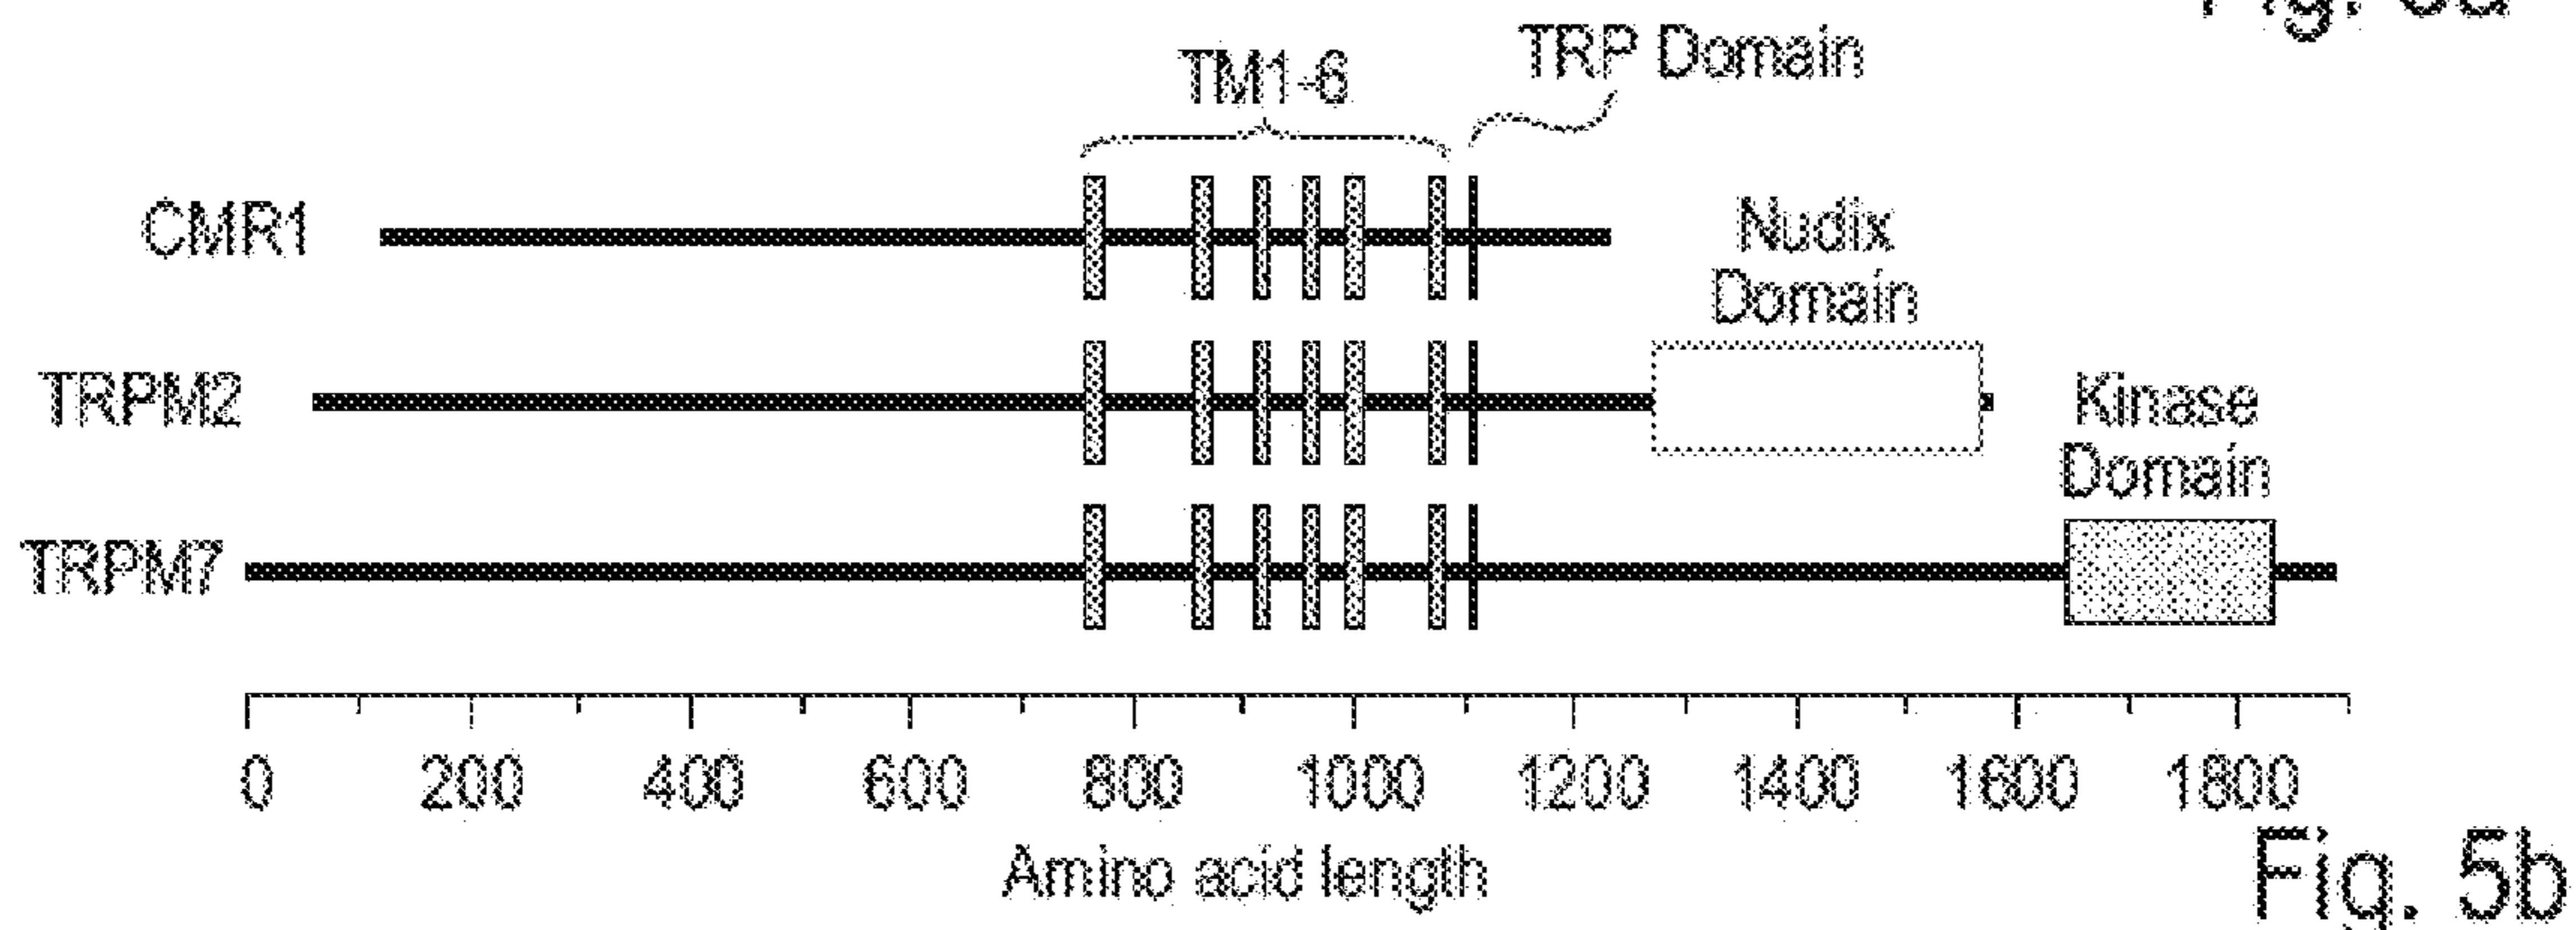 TRP Domain
TM1-6
CMR1
Nudix
Domain
TRPM2
Kinase
Domain
TRPM7
0 200 400 600 800 1000 1200 1400 1600 1800
Amino acid length
Fig. 5b